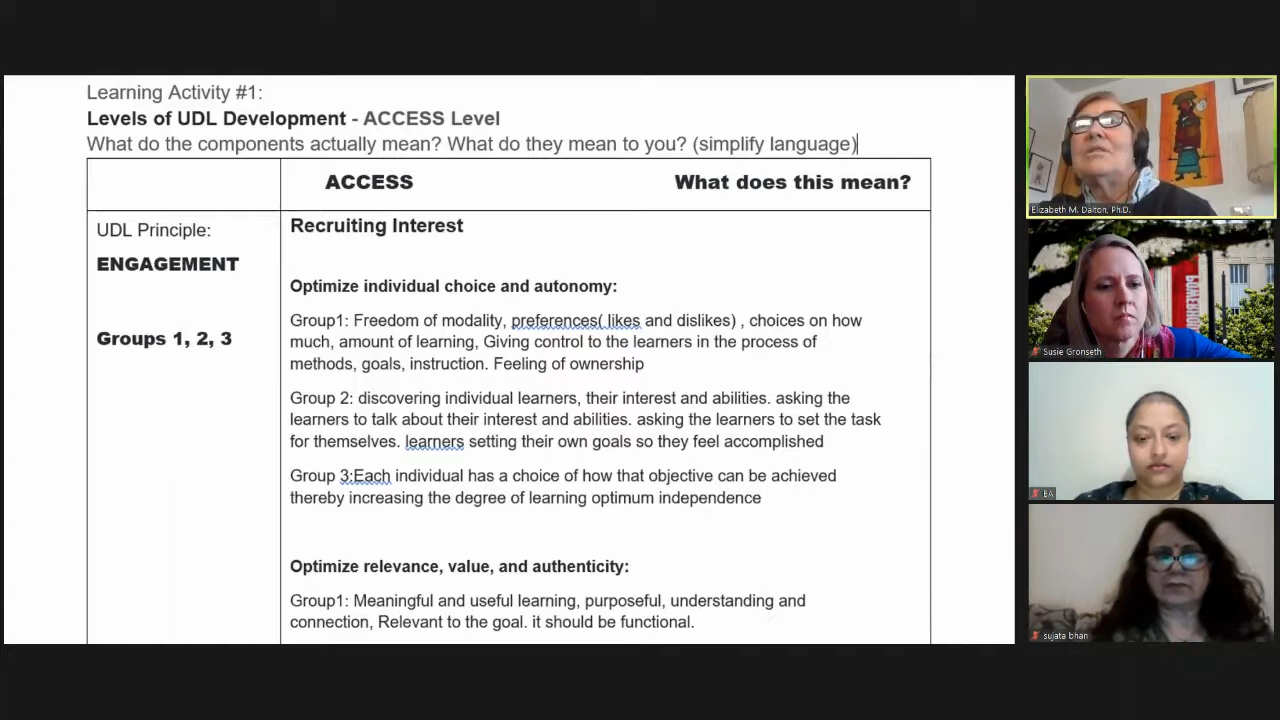 Learning Activity #1:
Levels of UDL Development - ACCESS Level
What do the components actually mean? What do they mean to you? (simplify language)
ACCESS What does this mean?
UDL Principle:
ENGAGEMENT
Groups 1, 2, 3
Recruiting Interest
Optimize individual choice and autonomy:
Group1: Freedom of modality, preferences( likes and dislikes) , choices on how
much, amount of learning, Giving control to the learners in the process of
methods, goals, instruction. Feeling of ownership
Group 2: discovering individual learners, their interest and abilities. asking the
learners to talk about their interest and abilities. asking the learners to set the task
for themselves. learners setting their own goals so they feel accomplished
Group 3:Each individual has a choice of how that objective can be achieved
thereby increasing the degree of learning optimum independence
Optimize relevance, value, and authenticity:
Group1: Meaningful and useful learning, purposeful, understanding and
connection, Relevant to the goal. it should be functional.
Elizabeth M. Dalton, Ph.D.
Susie Gronseth
EA
sujata bhan